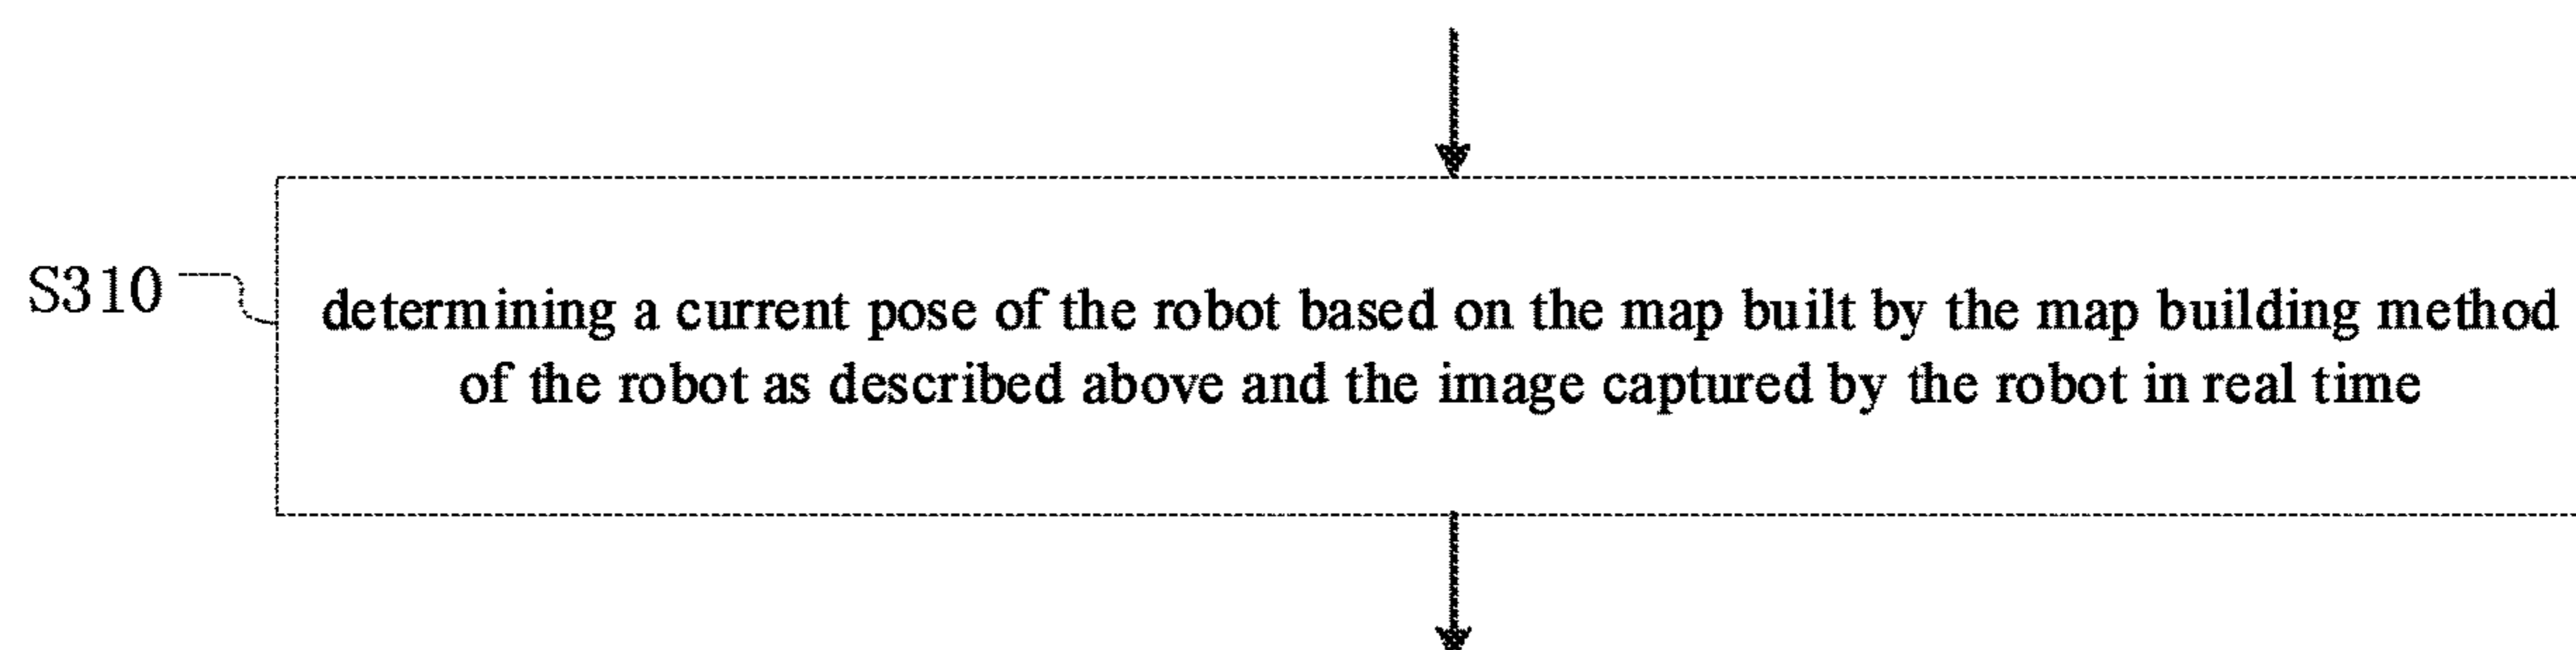 S310
determining a current pose of the robot based on the map built by the map building method
of the robot as described above and the image captured by the robot in real time